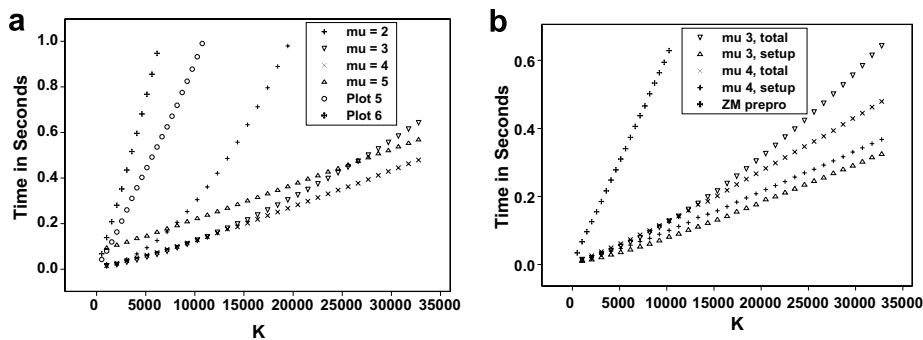 a
Time in Seconds
1.0
0.8
0.6
0.4
0.2
0.0
mu = 2
mu = 3
mu = 4
mu = 5
Plot 5
Plot 6
0 5000 10000 15000 20000 25000 30000 35000
K
b
Time in Seconds
0.6
0.4
0.2
0.0
mu 3, total
mu 3, setup
mu 4, total
mu 4, setup
ZM prepro
0 5000 10000 15000 20000 25000 30000 35000
K